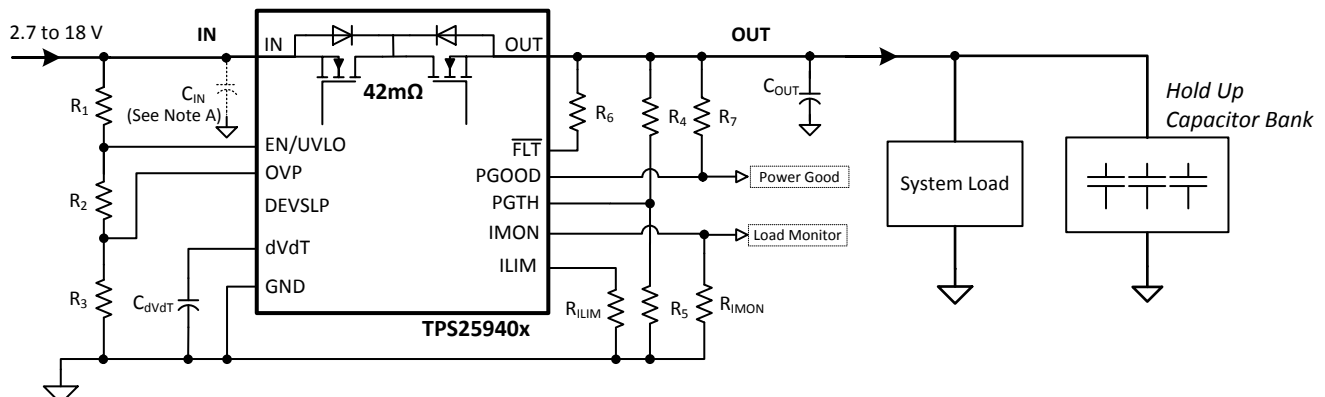 2.7 to 18 V
IN
IN
OUT
OUT
42mΩ
R1
CIN
(See Note A)
R6
R4
R7
COUT
Hold Up
Capacitor Bank
EN/UVLO
FLT
OVP
PGOOD
Power Good
System Load
R2
DEVSLP
PGTH
IMON
Load Monitor
dVdT
ILIM
R3
CdVdT
GND
RILIM
R5
RIMON
TPS25940x